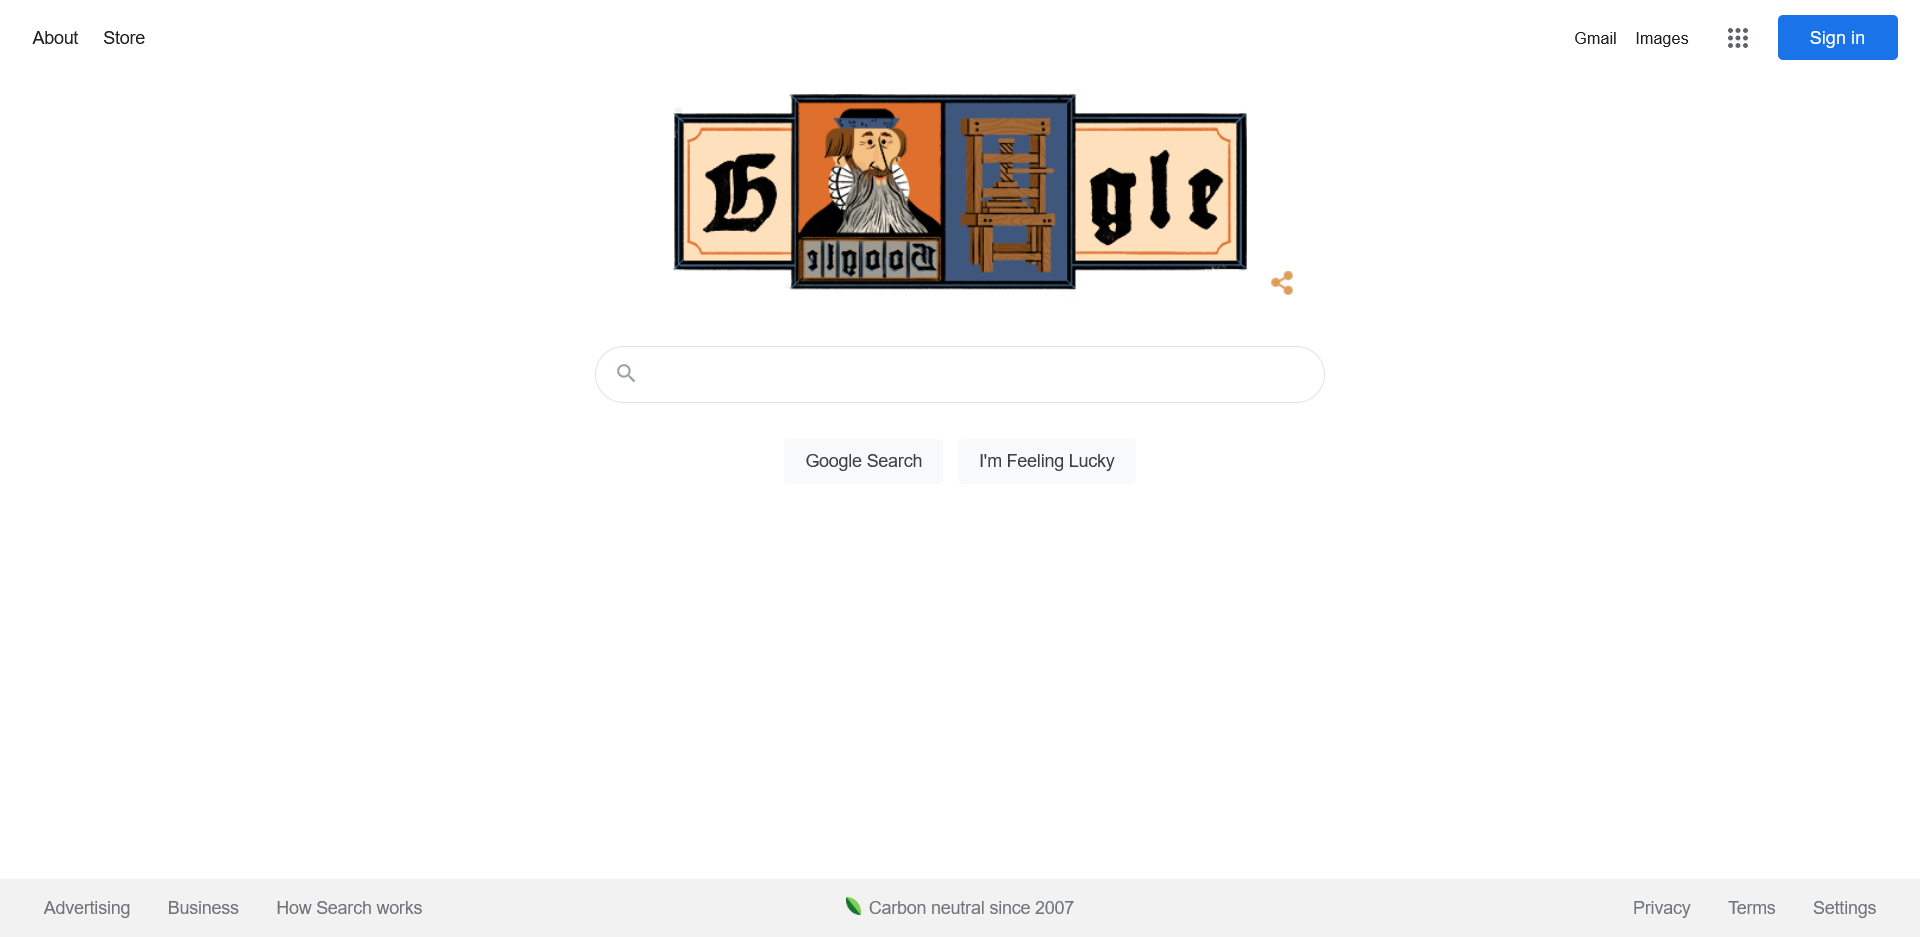 About Store
Gmail Images Sign in
G gle
Google
Google Search I'm Feeling Lucky
Advertising Business How Search works
Carbon neutral since 2007
Privacy Terms Settings